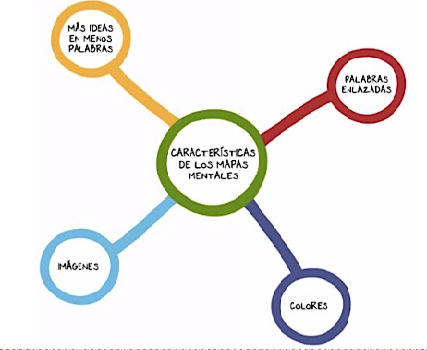 MÁS IDEAS
EN MENOS
PALABRAS
PALABRAS
ENLAZADAS
CARACTERÍSTICAS
DE LOS MAPAS
MENTALES
IMÁGENES
COLORES